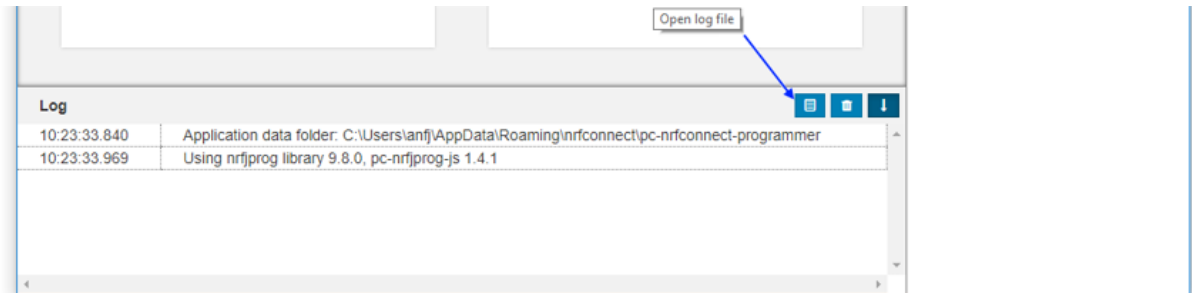 Open log file
Log
10:23:33.840 Application data folder: C:\Users\anfj\AppData\Roaming\nrfconnect\pc-nrfconnect-programmer
10:23:33.969 Using nrfjprog library 9.8.0, pc-nrfjprog-js 1.4.1